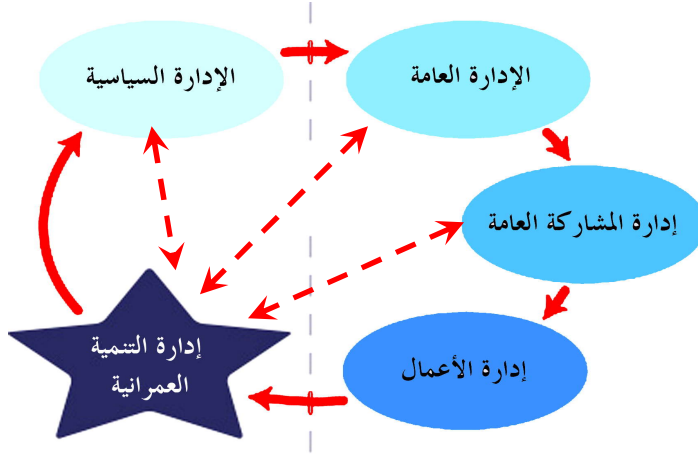 الإدارة السياسية
الإدارة العامة
إدارة المشاركة العامة
إدارة الأعمال
إدارة التنمية
العمرانية